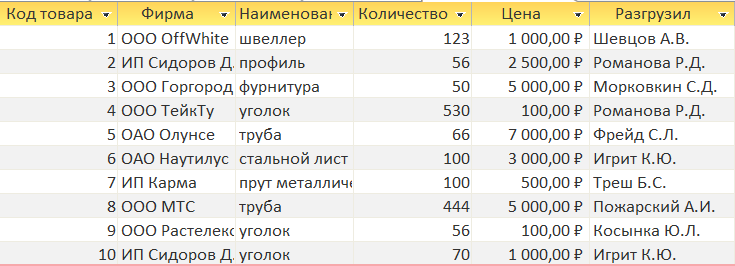 Код товара Фирма Наименован Количество Цена Разгрузил
1 ООО OffWhite швеллер 123 1 000,00 ₽ Шевцов А.В.
2 ИП Сидоров Д. профиль 56 2 500,00 ₽ Романова Р.Д.
3 ООО Горгород фурнитура 50 5 000,00 ₽ Морковкин С.Д.
4 ООО ТейкТу уголок 530 100,00 ₽ Романова Р.Д.
5 ОАО Олунсе труба 66 7 000,00 ₽ Фрейд С.Л.
6 ОАО Наутилус стальной лист 100 3 000,00 ₽ Игрит К.Ю.
7 ИП Карма прут металличе 100 500,00 ₽ Треш Б.С.
8 ООО МТС труба 444 5 000,00 ₽ Пожарский А.И.
9 ООО Растелекс уголок 56 100,00 ₽ Косынка Ю.Л.
10 ИП Сидоров Д. уголок 70 1 000,00 ₽ Игрит К.Ю.